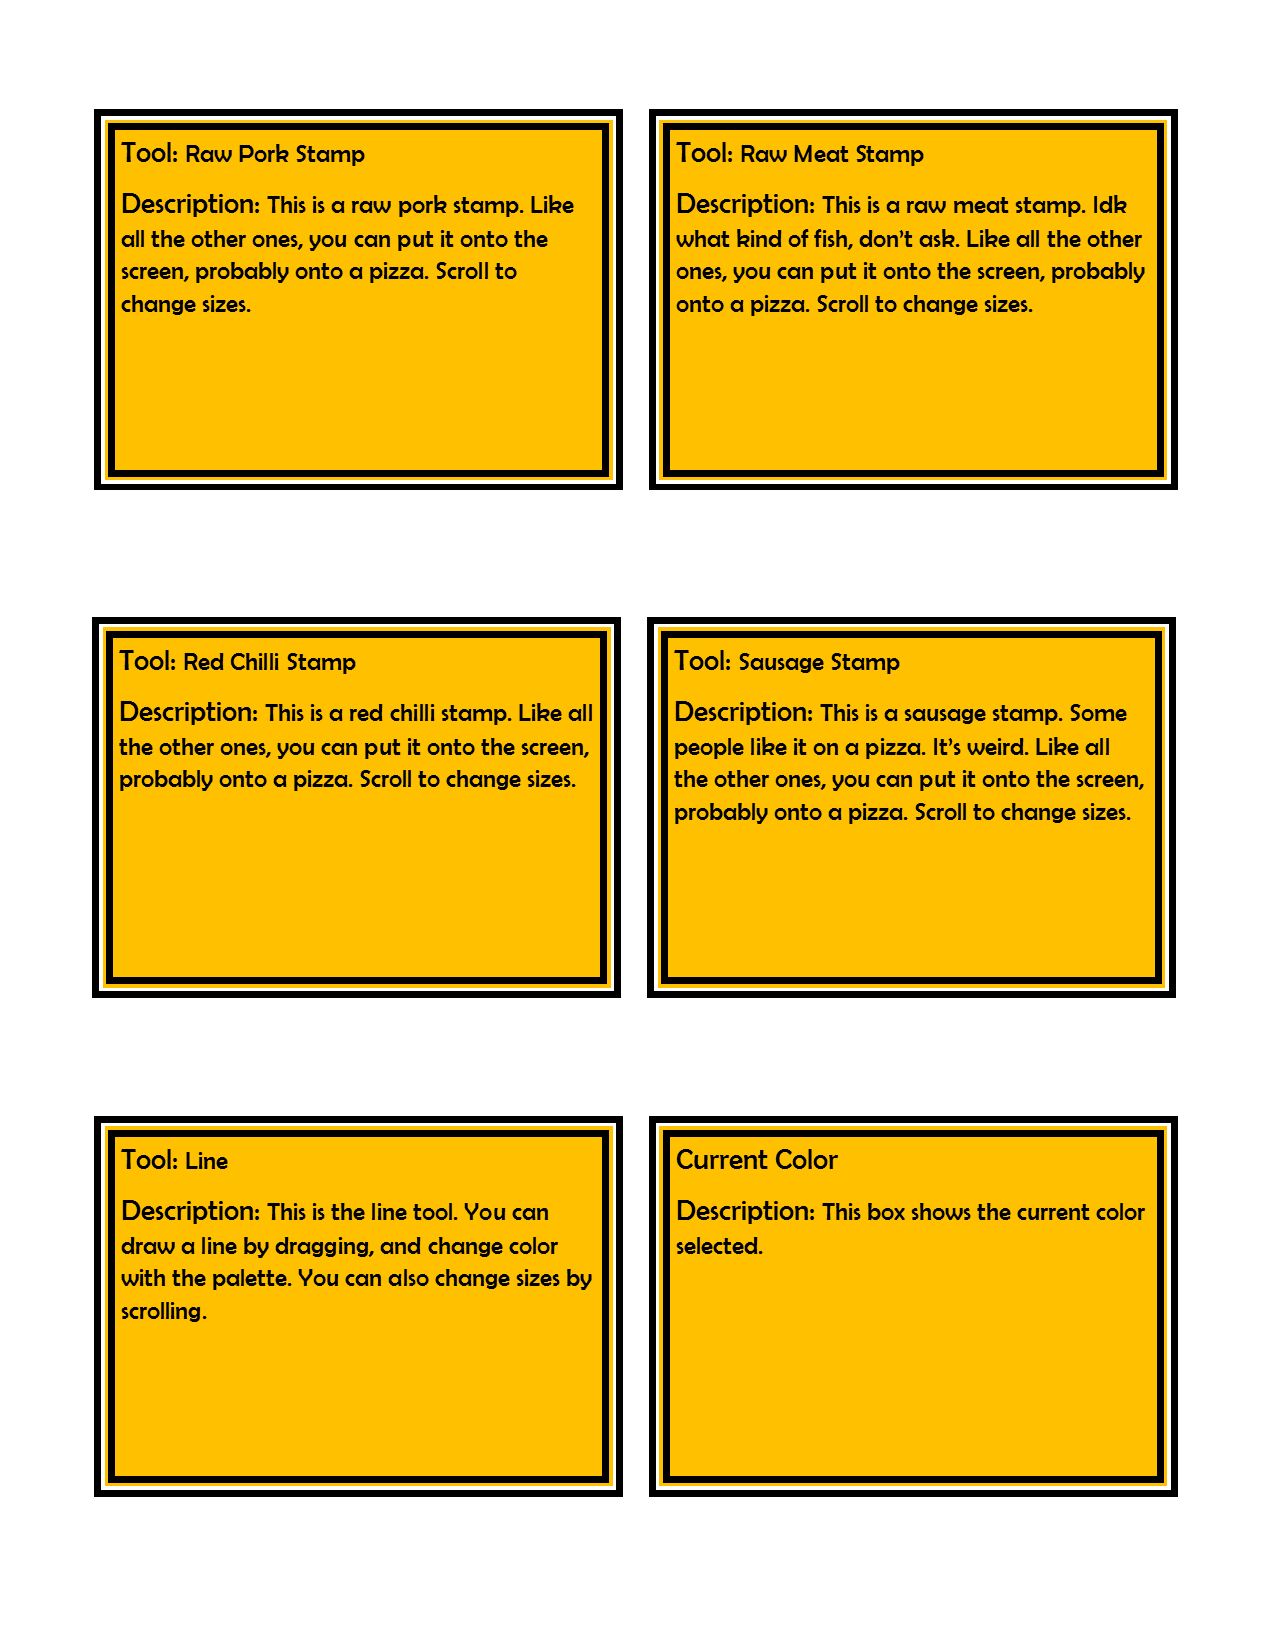 Tool: Raw Pork Stamp
Description: This is a raw pork stamp. Like
all the other ones, you can put it onto the
screen, probably onto a pizza. Scroll to
change sizes.
Tool: Raw Meat Stamp
Description: This is a raw meat stamp. Idk
what kind of fish, don’t ask. Like all the other
ones, you can put it onto the screen, probably
onto a pizza. Scroll to change sizes.
Tool: Red Chilli Stamp
Description: This is a red chilli stamp. Like all
the other ones, you can put it onto the screen,
probably onto a pizza. Scroll to change sizes.
Tool: Sausage Stamp
Description: This is a sausage stamp. Some
people like it on a pizza. It’s weird. Like all
the other ones, you can put it onto the screen,
probably onto a pizza. Scroll to change sizes.
Tool: Line
Description: This is the line tool. You can
draw a line by dragging, and change color
with the palette. You can also change sizes by
scrolling.
Current Color
Description: This box shows the current color
selected.